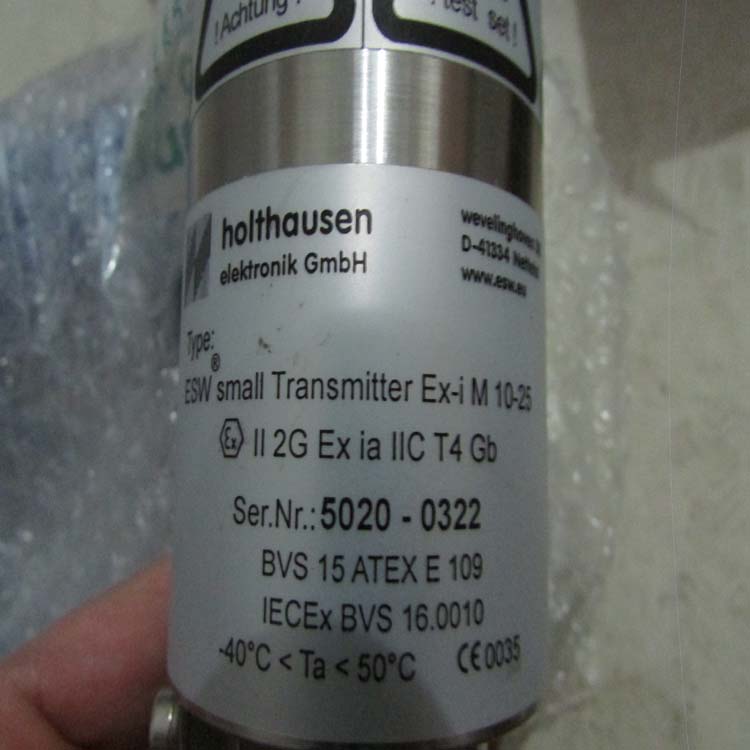 ! Achtung !
! test set !
holthausen
elektronik GmbH
D-41334
www.esw.eu
Type:
ESW® small Transmitter Ex-i M 10-25
Ex II 2G Ex ia IIC T4 Gb
Ser.Nr.: 5020 - 0322
BVS 15 ATEX E 109
IECEx BVS 16.0010
-40°C < Ta < 50°C CE 0035